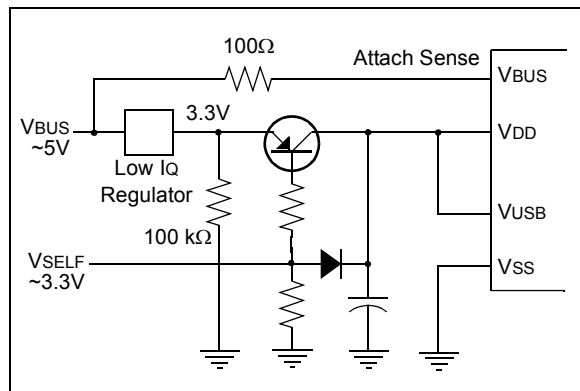 100Ω
Attach Sense
VBUS
3.3V
VBUS
~5V
VDD
Low IQ
Regulator
VUSB
100 kΩ
VSELF
~3.3V
VSS